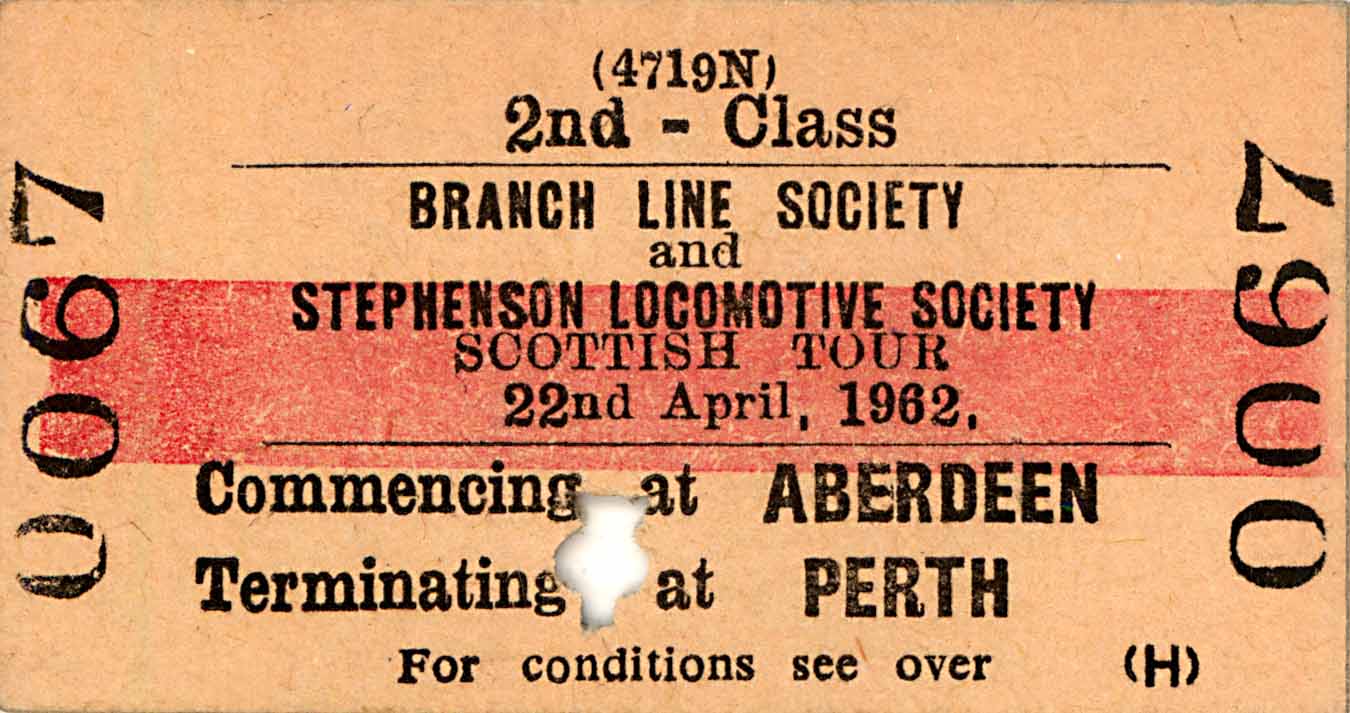 (4719N)
2nd - Class
BRANCH LINE SOCIETY
and
STEPHENSON LOCOMOTIVE SOCIETY
SCOTTISH TOUR
22nd April, 1962.
Commencing at ABERDEEN
Terminating at PERTH
For conditions see over (H)
0067
0067